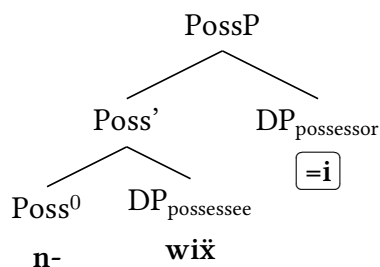 PossP
Poss’ DPpossessor
=i
Poss⁰ DPpossessee
n- wiẍ